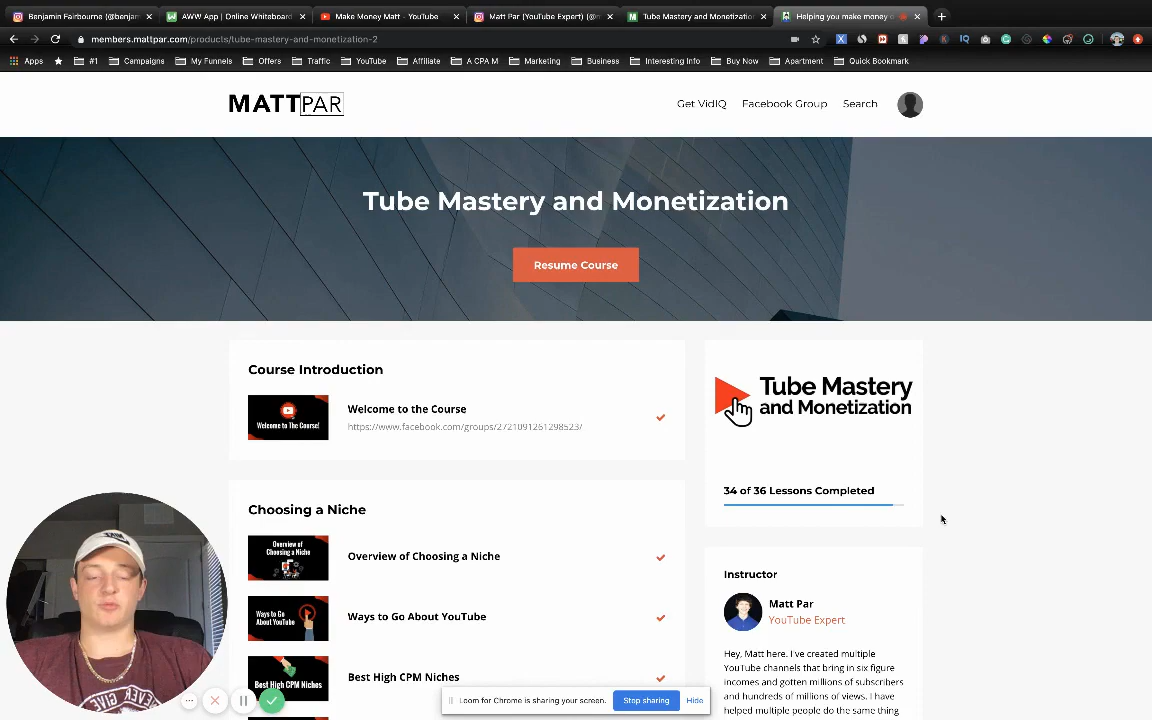 Benjamin Fairbourne (@benjam
AWW App | Online Whiteboard
Make Money Matt - YouTube
Matt Par (YouTube Expert) (@m
Tube Mastery and Monetization
Helping you make money o
members.mattpar.com/products/tube-mastery-and-monetization-2
Apps
#1
Campaigns
My Funnels
Offers
Traffic
YouTube
Affiliate
A CPA M
Marketing
Business
Interesting Info
Buy Now
Apartment
Quick Bookmark
MATTPAR
Get VidIQ
Facebook Group
Search
Tube Mastery and Monetization
Resume Course
Course Introduction
Welcome to The Course!
Welcome to the Course
https://www.facebook.com/groups/272109126129852​3/
Tube Mastery
and Monetization
34 of 36 Lessons Completed
Choosing a Niche
Overview of
Choosing a Niche
Overview of Choosing a Niche
Ways to Go
About YouTube
Ways to Go About YouTube
Best High CPM Niches
Best High CPM Niches
Instructor
Matt Par
YouTube Expert
Hey, Matt here. I've created multiple
YouTube channels that bring in six figure
incomes and gotten millions of subscribers
and hundreds of millions of views. I have
helped multiple people do the same thing
Loom for Chrome is sharing your screen.
Stop sharing
Hide